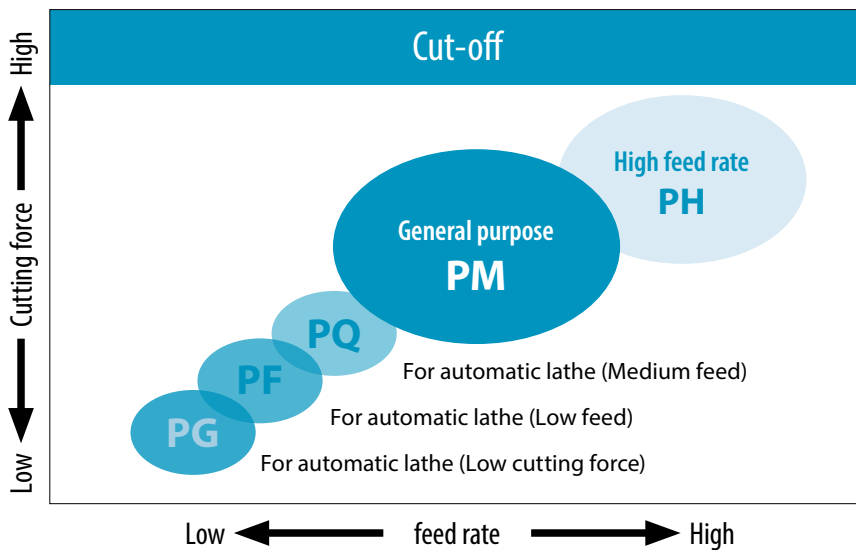 Cut-off
High
Cutting force
Low
High feed rate
PH
General purpose
PM
PQ
For automatic lathe (Medium feed)
PF
For automatic lathe (Low feed)
PG
For automatic lathe (Low cutting force)
Low
feed rate
High